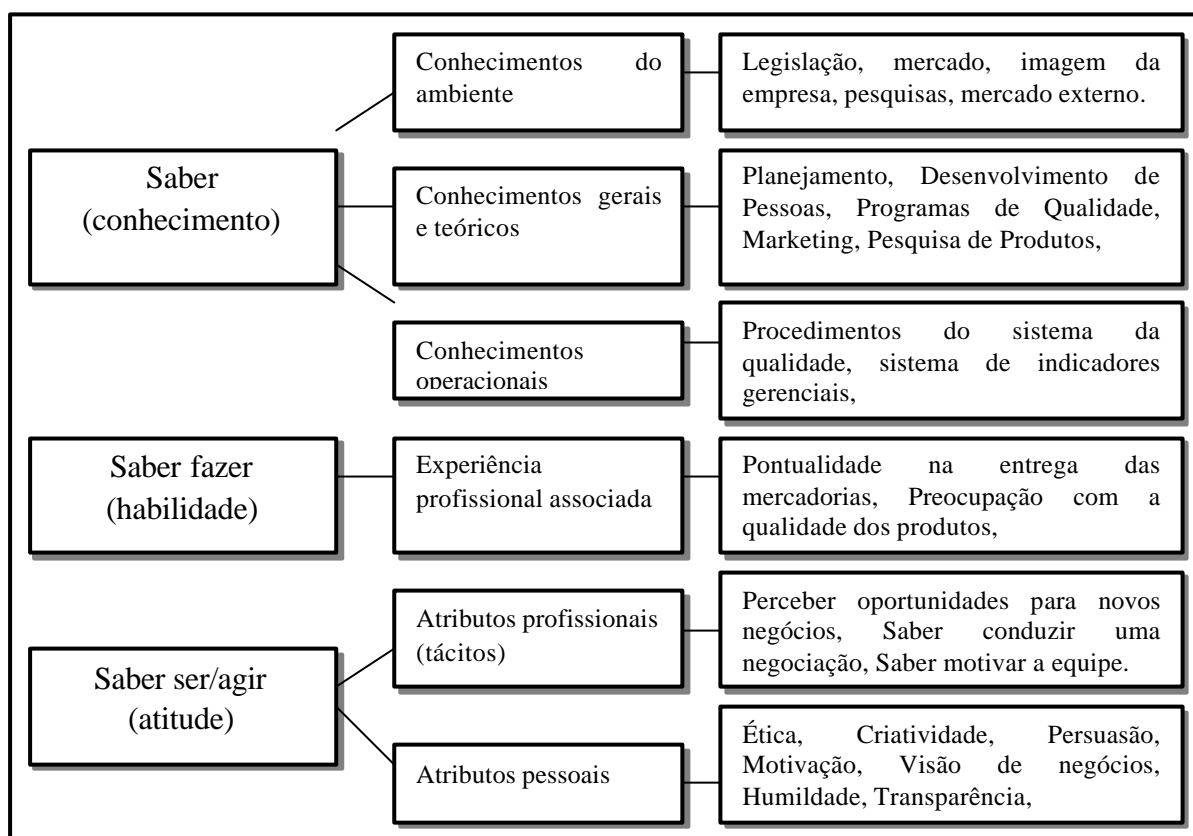 Conhecimentos do
ambiente
Legislação, mercado, imagem da
empresa, pesquisas, mercado externo.
Saber
(conhecimento)
Conhecimentos gerais
e teóricos
Planejamento, Desenvolvimento de
Pessoas, Programas de Qualidade,
Marketing, Pesquisa de Produtos,
Conhecimentos
operacionais
Procedimentos do sistema da
qualidade, sistema de indicadores
gerenciais,
Saber fazer
(habilidade)
Experiência
profissional associada
Pontualidade na entrega das
mercadorias, Preocupação com a
qualidade dos produtos,
Saber ser/agir
(atitude)
Atributos profissionais
(tácitos)
Perceber oportunidades para novos
negócios, Saber conduzir uma
negociação, Saber motivar a equipe.
Atributos pessoais
Ética, Criatividade, Persuasão,
Motivação, Visão de negócios,
Humildade, Transparência,